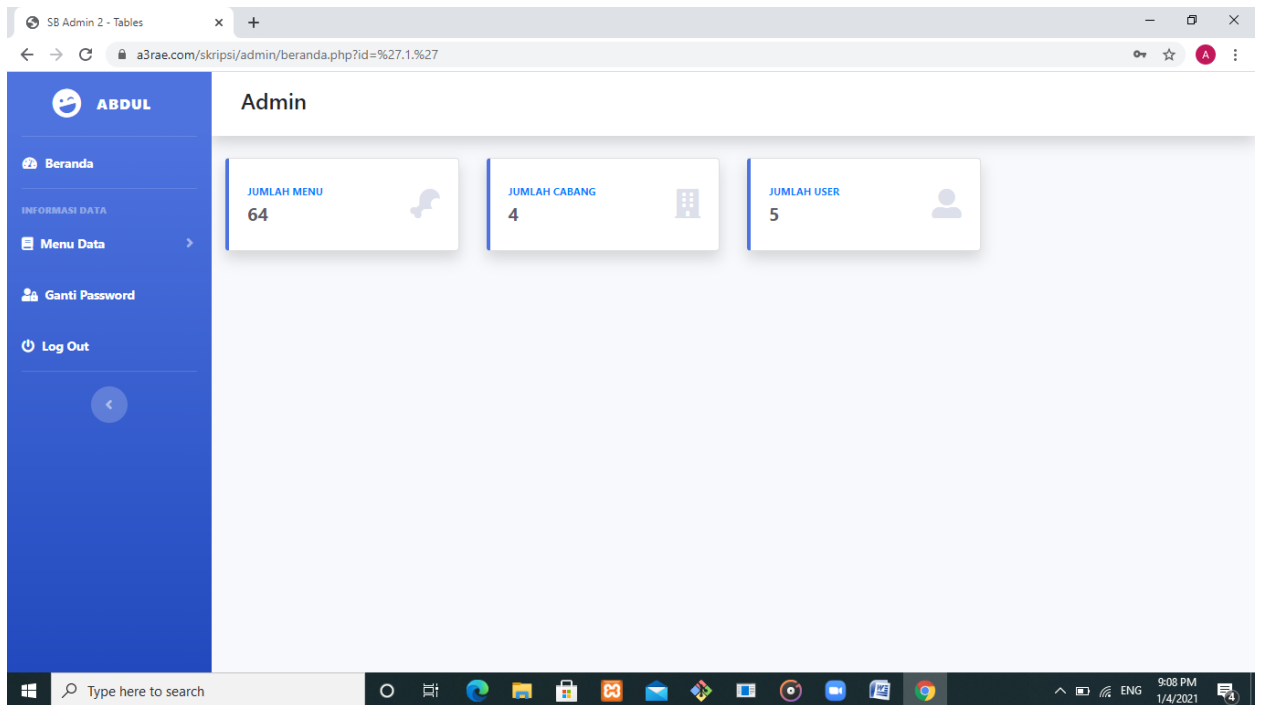 SB Admin 2 - Tables
a3rae.com/skripsi/admin/beranda.php?id=%27.1.%27
A
ABDUL
Admin
Beranda
INFORMASI DATA
Menu Data
Ganti Password
Log Out
JUMLAH MENU
64
JUMLAH CABANG
4
JUMLAH USER
5
Type here to search
ENG
9:08 PM
1/4/2021
4